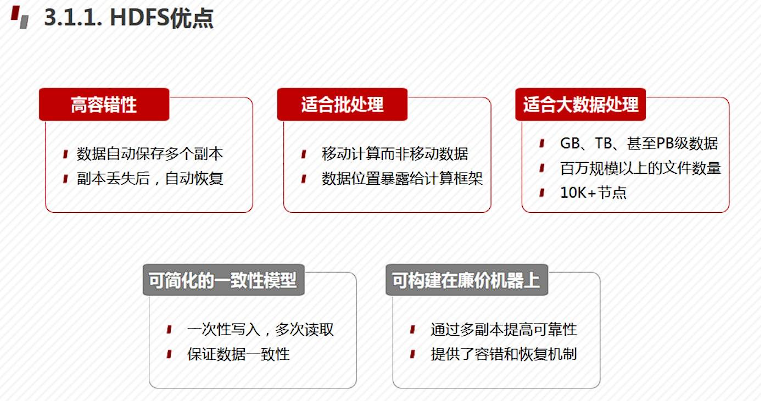 3.1.1. HDFS优点
高容错性
数据自动保存多个副本
副本丢失后，自动恢复
适合批处理
移动计算而非移动数据
数据位置暴露给计算框架
适合大数据处理
GB、TB、甚至PB级数据
百万规模以上的文件数量
10K+节点
可简化的一致性模型
一次性写入，多次读取
保证数据一致性
可构建在廉价机器上
通过多副本提高可靠性
提供了容错和恢复机制